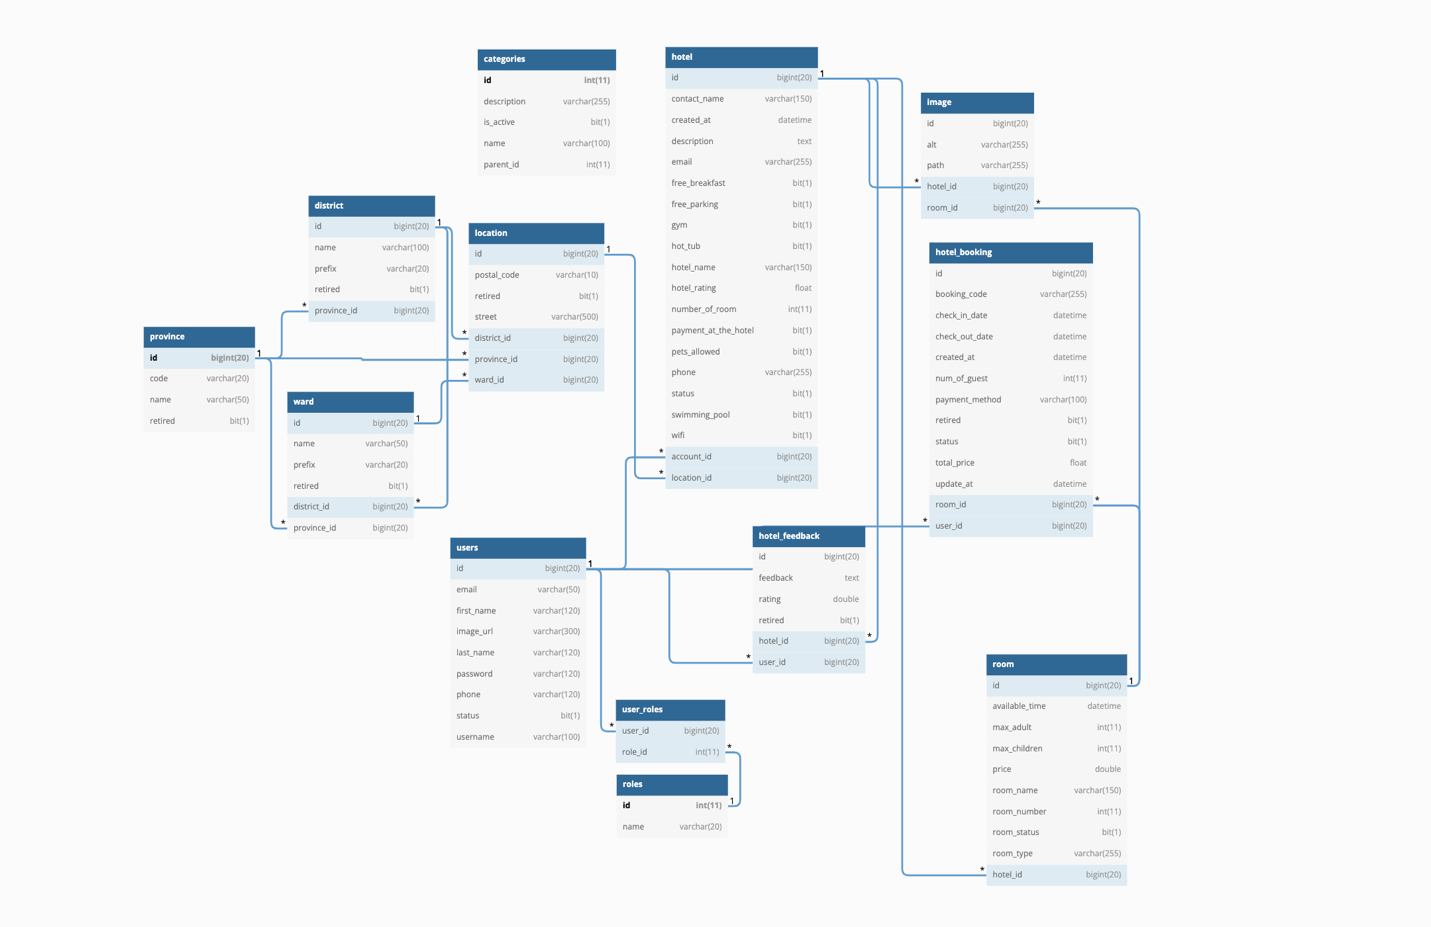 categories
id int(11)
description varchar(255)
is_active bit(1)
name varchar(100)
parent_id int(11)
hotel
id bigint(20) 1
contact_name varchar(150)
created_at datetime
description text
email varchar(255)
free_breakfast bit(1)
free_parking bit(1)
gym bit(1)
hot_tub bit(1)
hotel_name varchar(150)
hotel_rating float
number_of_room int(11)
payment_at_the_hotel bit(1)
pets_allowed bit(1)
phone varchar(255)
status bit(1)
swimming_pool bit(1)
wifi bit(1)
* account_id bigint(20)
* location_id bigint(20)
image
id bigint(20)
alt varchar(255)
path varchar(255)
* hotel_id bigint(20)
room_id bigint(20) *
district
id bigint(20) 1
name varchar(100)
prefix varchar(20)
retired bit(1)
* province_id bigint(20)
location
id bigint(20) 1
postal_code varchar(10)
retired bit(1)
street varchar(500)
* district_id bigint(20)
* province_id bigint(20)
* ward_id bigint(20)
hotel_booking
id bigint(20)
booking_code varchar(255)
check_in_date datetime
check_out_date datetime
created_at datetime
num_of_guest int(11)
payment_method varchar(100)
retired bit(1)
status bit(1)
total_price float
update_at datetime
room_id bigint(20) *
* user_id bigint(20)
province
id bigint(20) 1
code varchar(20)
name varchar(50)
retired bit(1)
ward
id bigint(20) 1
name varchar(50)
prefix varchar(20)
retired bit(1)
district_id bigint(20) *
* province_id bigint(20)
users
id bigint(20) 1
email varchar(50)
first_name varchar(120)
image_url varchar(300)
last_name varchar(120)
password varchar(120)
phone varchar(120)
status bit(1)
username varchar(100)
hotel_feedback
id bigint(20)
feedback text
rating double
retired bit(1)
hotel_id bigint(20) *
* user_id bigint(20)
user_roles
* user_id bigint(20)
role_id int(11) *
roles
id int(11) 1
name varchar(20)
room
id bigint(20) 1
available_time datetime
max_adult int(11)
max_children int(11)
price double
room_name varchar(150)
room_number int(11)
room_status bit(1)
room_type varchar(255)
* hotel_id bigint(20)